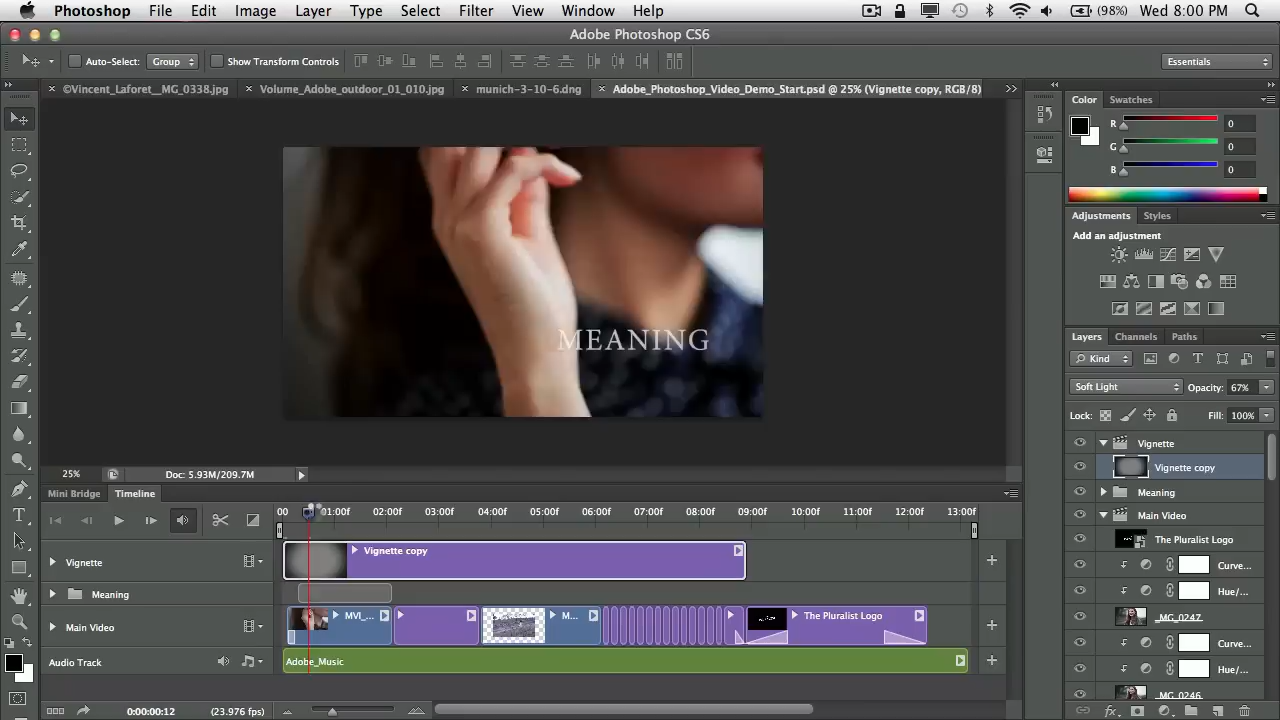 Photoshop File Edit Image Layer Type Select Filter View Window Help (98%) Wed 8:00 PM
Adobe Photoshop CS6
Auto-Select: Group Show Transform Controls Essentials
©Vincent_Laforet__MG_0338.jpg Volume_Adobe_outdoor_01_010.jpg munich-3-10-6.dng Adobe_Photoshop_Video_Demo_Start.psd @ 25% (Vignette copy, RGB/8)
Color Swatches
R 0
G 0
B 0
Adjustments Styles
Add an adjustment
MEANING
Layers Channels Paths
Kind
Soft Light Opacity: 67%
Lock: Fill: 100%
Vignette
Vignette copy
Meaning
Main Video
The Pluralist Logo
Curve...
Hue/...
_MG_0247
Curve...
Hue/...
_MG_0246
25% Doc: 5.93M/209.7M
Mini Bridge Timeline
00 01:00f 02:00f 03:00f 04:00f 05:00f 06:00f 07:00f 08:00f 09:00f 10:00f 11:00f 12:00f 13:00f
Vignette Vignette copy
Meaning
Main Video MVI_... M... The Pluralist Logo
Audio Track Adobe_Music
0:00:00:12 (23.976 fps)